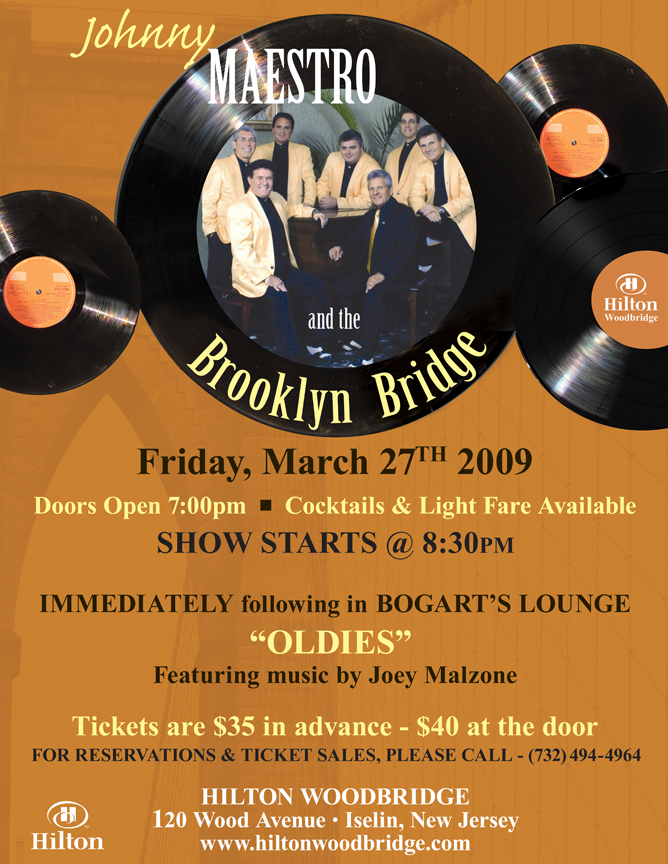 Johnny
MAESTRO
and the
Brooklyn Bridge
Hilton
Woodbridge
Friday, March 27TH 2009
Doors Open 7:00pm ■ Cocktails & Light Fare Available
SHOW STARTS @ 8:30PM
IMMEDIATELY following in BOGART'S LOUNGE
“OLDIES”
Featuring music by Joey Malzone
Tickets are $35 in advance - $40 at the door
FOR RESERVATIONS & TICKET SALES, PLEASE CALL - (732) 494-4964
HILTON WOODBRIDGE
120 Wood Avenue • Iselin, New Jersey
www.hiltonwoodbridge.com
Hilton